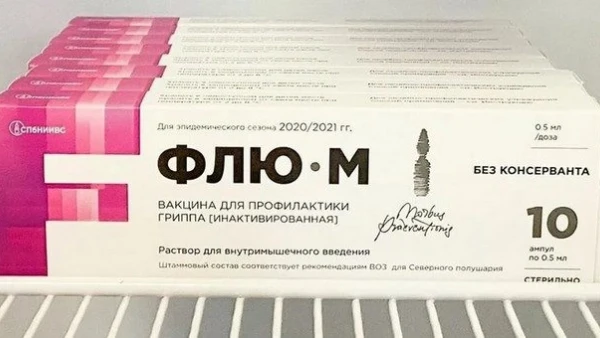 СПБНИИВС
Для эпидемического сезона 2020/2021 гг.
ФЛЮ·М
ВАКЦИНА ДЛЯ ПРОФИЛАКТИКИ
ГРИППА [ИНАКТИВИРОВАННАЯ]
Раствор для внутримышечного введения
Штаммовый состав соответствует рекомендациям ВОЗ для Северного полушария
Morbus
Praeventionis
0.5 мл
/доза
БЕЗ КОНСЕРВАНТА
10
ампул
по 0.5 мл
СТЕРИЛЬНО